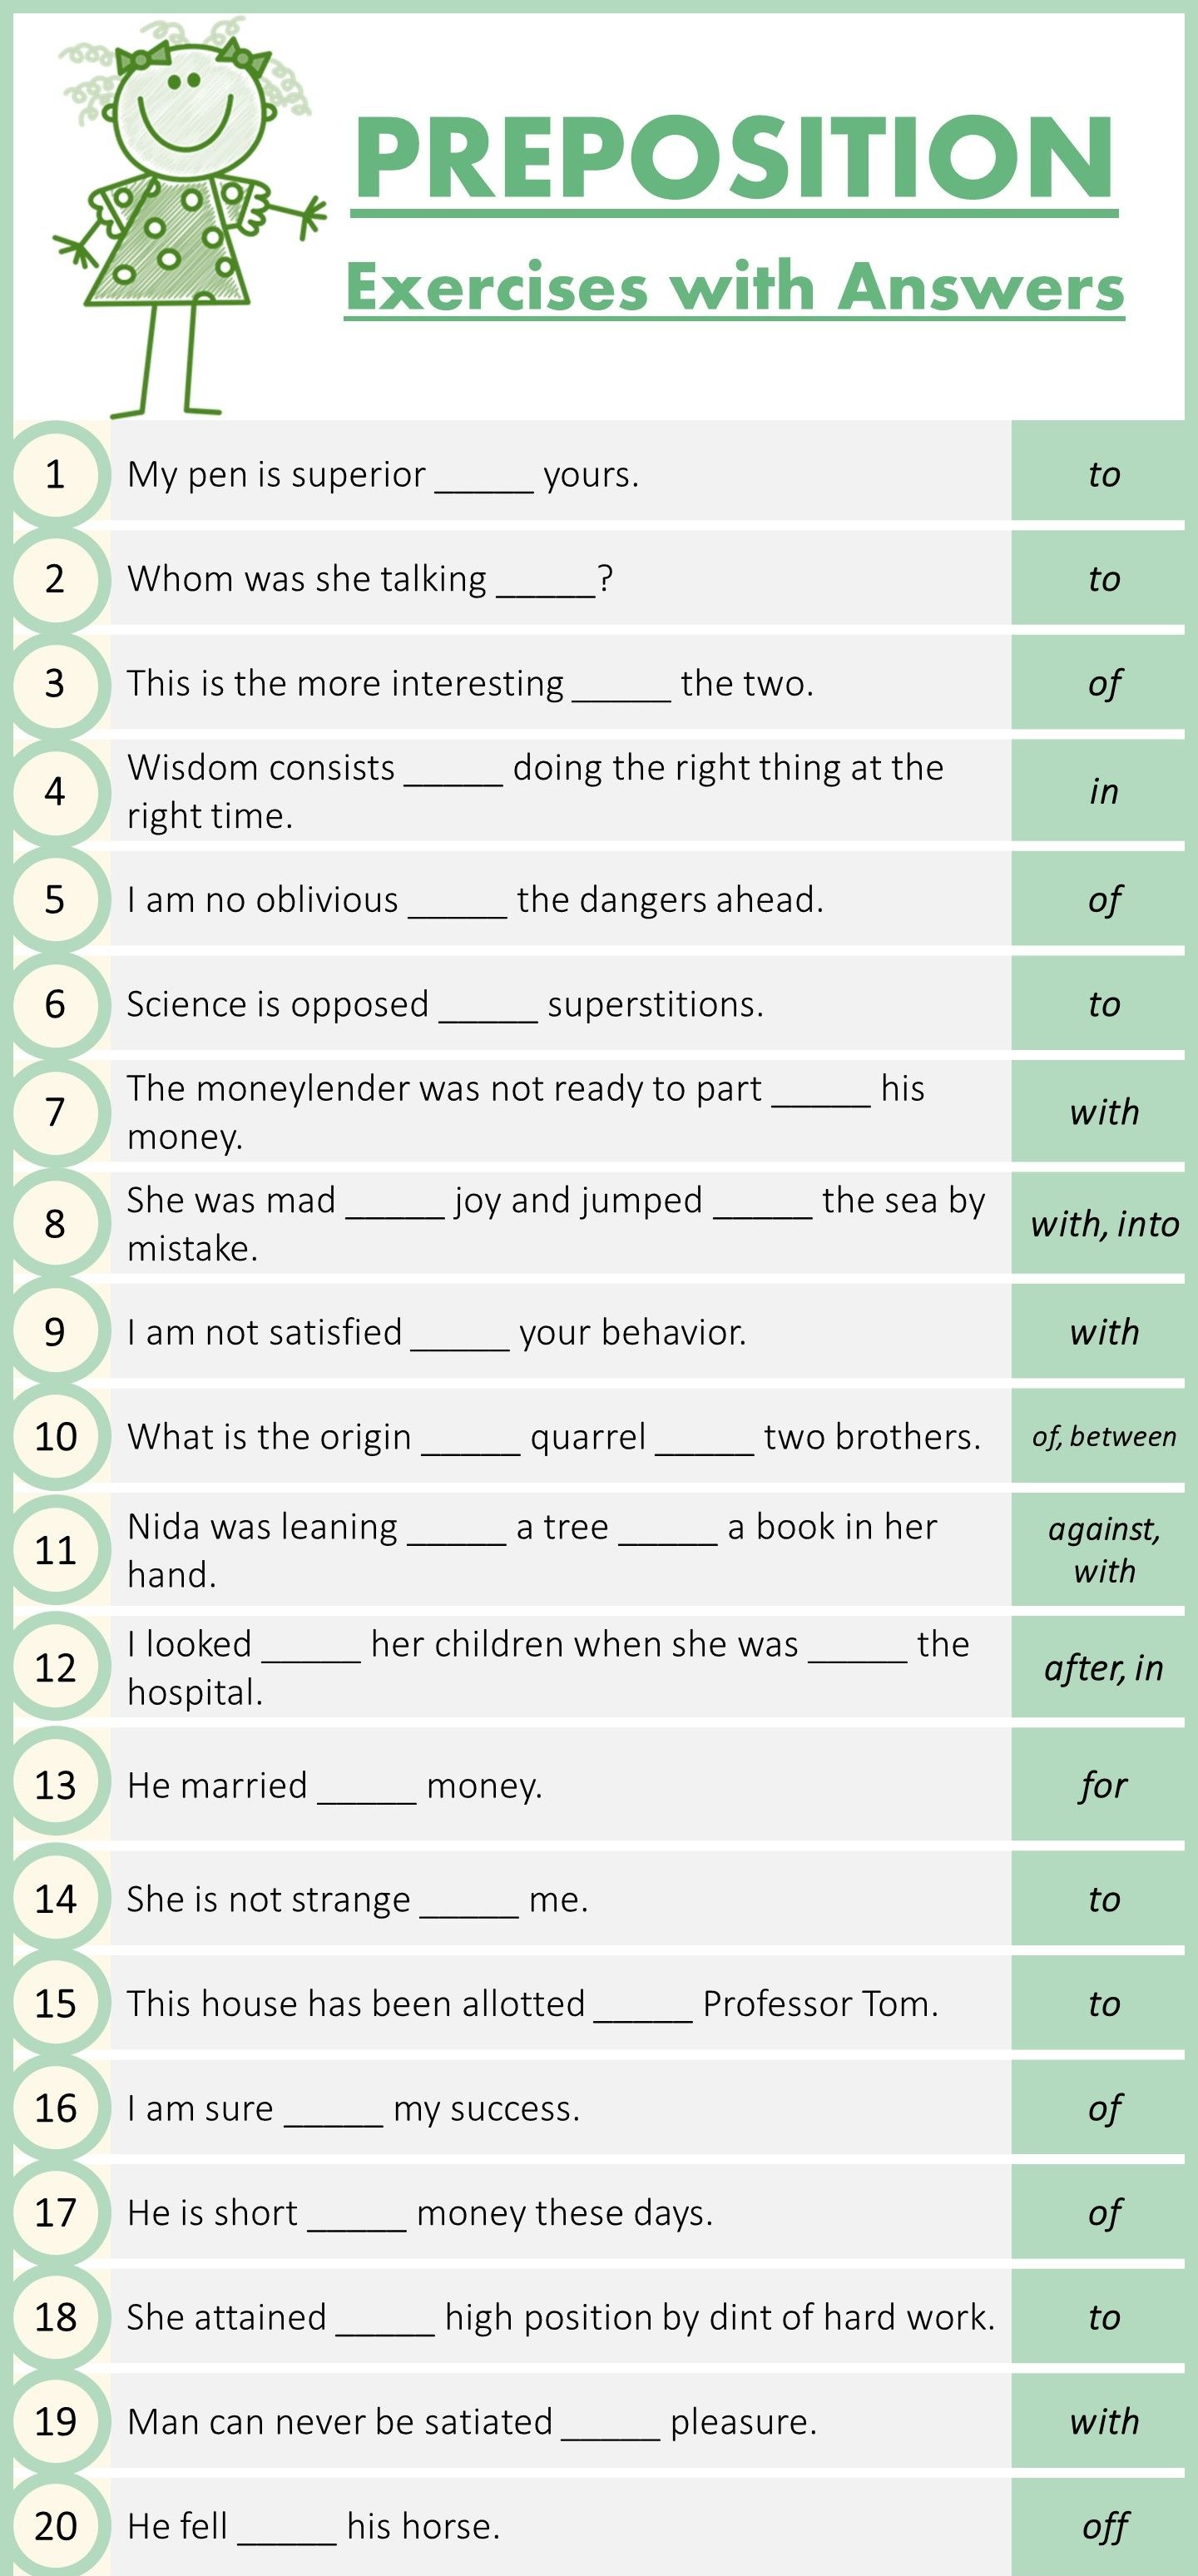 PREPOSITION
Exercises with Answers
1 My pen is superior _____ yours. to
2 Whom was she talking _____? to
3 This is the more interesting _____ the two. of
4 Wisdom consists _____ doing the right thing at the
right time. in
5 I am no oblivious _____ the dangers ahead. of
6 Science is opposed _____ superstitions. to
7 The moneylender was not ready to part _____ his
money. with
8 She was mad _____ joy and jumped _____ the sea by
mistake. with, into
9 I am not satisfied _____ your behavior. with
10 What is the origin _____ quarrel _____ two brothers. of, between
11 Nida was leaning _____ a tree _____ a book in her
hand. against,
with
12 I looked _____ her children when she was _____ the
hospital. after, in
13 He married _____ money. for
14 She is not strange _____ me. to
15 This house has been allotted _____ Professor Tom. to
16 I am sure _____ my success. of
17 He is short _____ money these days. of
18 She attained _____ high position by dint of hard work. to
19 Man can never be satiated _____ pleasure. with
20 He fell _____ his horse. off